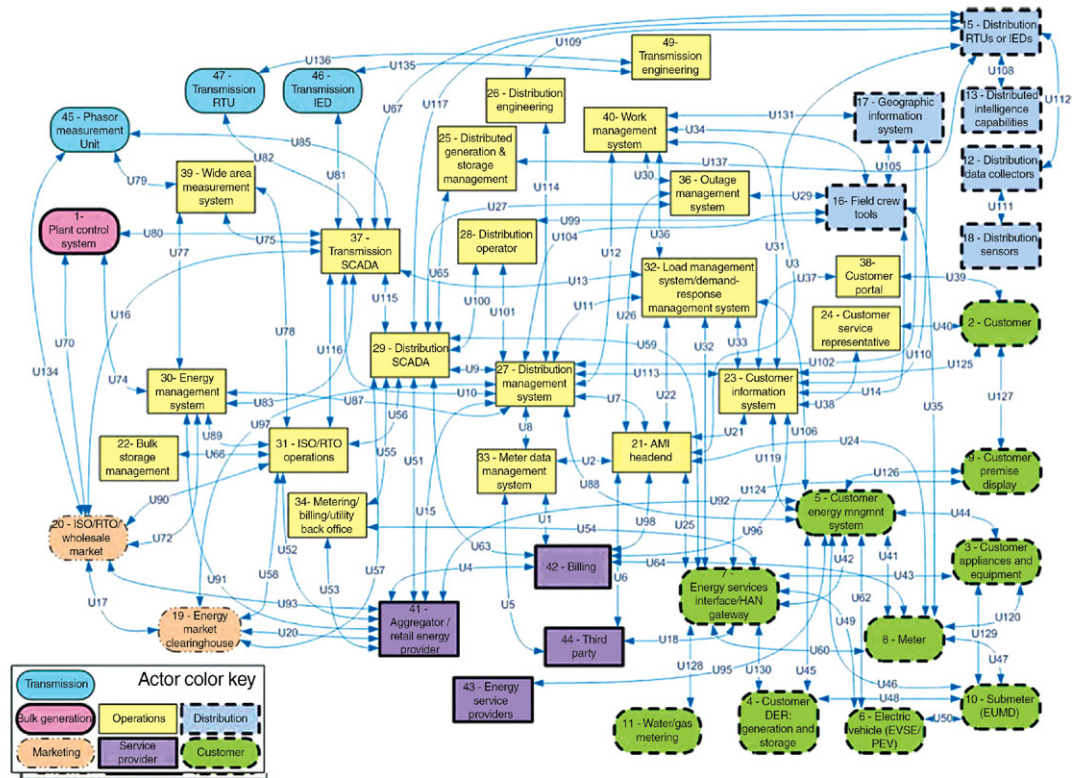 15 - Distribution
RTUs or IEDs
U109
49-
Transmission
engineering
U136
U135
47 -
Transmission
RTU
46 -
Transmission
IED
U67
U117
26 - Distribution
engineering
U108
13 - Distributed
intelligence
capabilities
U112
17 - Geographic
information
system
U131
40- Work
management
system
U34
45 - Phasor
measurement
Unit
U85
25 - Distributed
generation &
storage
management
U137
U105
12 - Distribution
data collectors
U82
U81
39 - Wide area
measurement
system
U79
U114
U30
36 - Outage
management
system
U29
16- Field crew
tools
U111
18 - Distribution
sensors
1-
Plant control
system
U80
U75
U77
37 -
Transmission
SCADA
U27
U99
28- Distribution
operator
U104
U36
U31
U3
U65
U12
U13
32- Load management
system/demand-
response management
system
U37
38-
Customer
portal
U39
U16
U115
U100
U101
U11
U26
24 - Customer
service
representative
U40
2 - Customer
U70
U78
U116
29 - Distribution
SCADA
U59
U32
U33
U102
U110
U125
U134
U74
30- Energy
management
system
U83
U87
U9
U10
27- Distribution
management
system
U113
23 - Customer
information
system
U14
U38
U35
U127
U7
U22
U56
U89
U66
22- Bulk
storage
management
31 - ISO/RTO
operations
U55
U51
U8
U21
U106
U24
33 - Meter data
management
system
U2
21- AMI
headend
U119
U126
9 - Customer
premise
display
U124
U90
34- Metering/
billing/utility
back office
U15
U88
U92
5 - Customer
energy mngmnt
system
U44
20 - ISO/RTO/
wholesale
market
U72
U52
U63
U1
U54
U98
U25
U96
U42
U41
3 - Customer
appliances and
equipment
U91
U58
U53
U57
U4
42 - Billing
U6
U64
7 -
Energy services
interface/HAN
gateway
U43
U62
U17
U93
U5
U120
19 - Energy
market
clearinghouse
U20
41 -
Aggregator /
retail energy
provider
44 - Third
party
U18
U49
8 - Meter
U129
U60
U47
U128
U130
U45
U95
U46
43 - Energy
service
providers
U48
11 - Water/gas
metering
4 - Customer
DER:
generation and
storage
6 - Electric
vehicle (EVSE/
PEV)
U50
10 - Submeter
(EUMD)
Transmission
Actor color key
Bulk generation
Operations
Distribution
Marketing
Service
provider
Customer